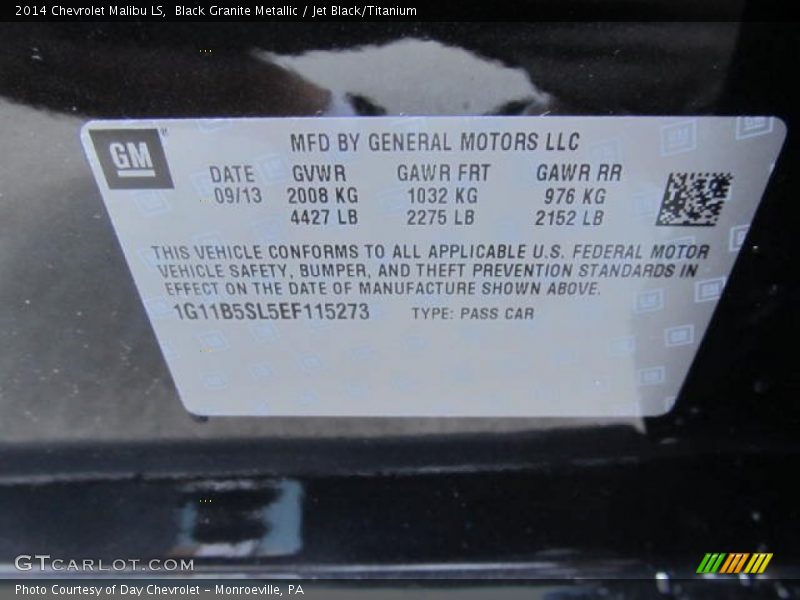 2014 Chevrolet Malibu LS,  Black Granite Metallic / Jet Black/Titanium
GM
MFD BY GENERAL MOTORS LLC
DATE GVWR GAWR FRT GAWR RR
09/13 2008 KG 1032 KG 976 KG
4427 LB 2275 LB 2152 LB
THIS VEHICLE CONFORMS TO ALL APPLICABLE U.S. FEDERAL MOTOR
VEHICLE SAFETY, BUMPER, AND THEFT PREVENTION STANDARDS IN
EFFECT ON THE DATE OF MANUFACTURE SHOWN ABOVE.
1G11B5SL5EF115273 TYPE: PASS CAR
GTCARLOT.COM
Photo Courtesy of Day Chevrolet - Monroeville, PA